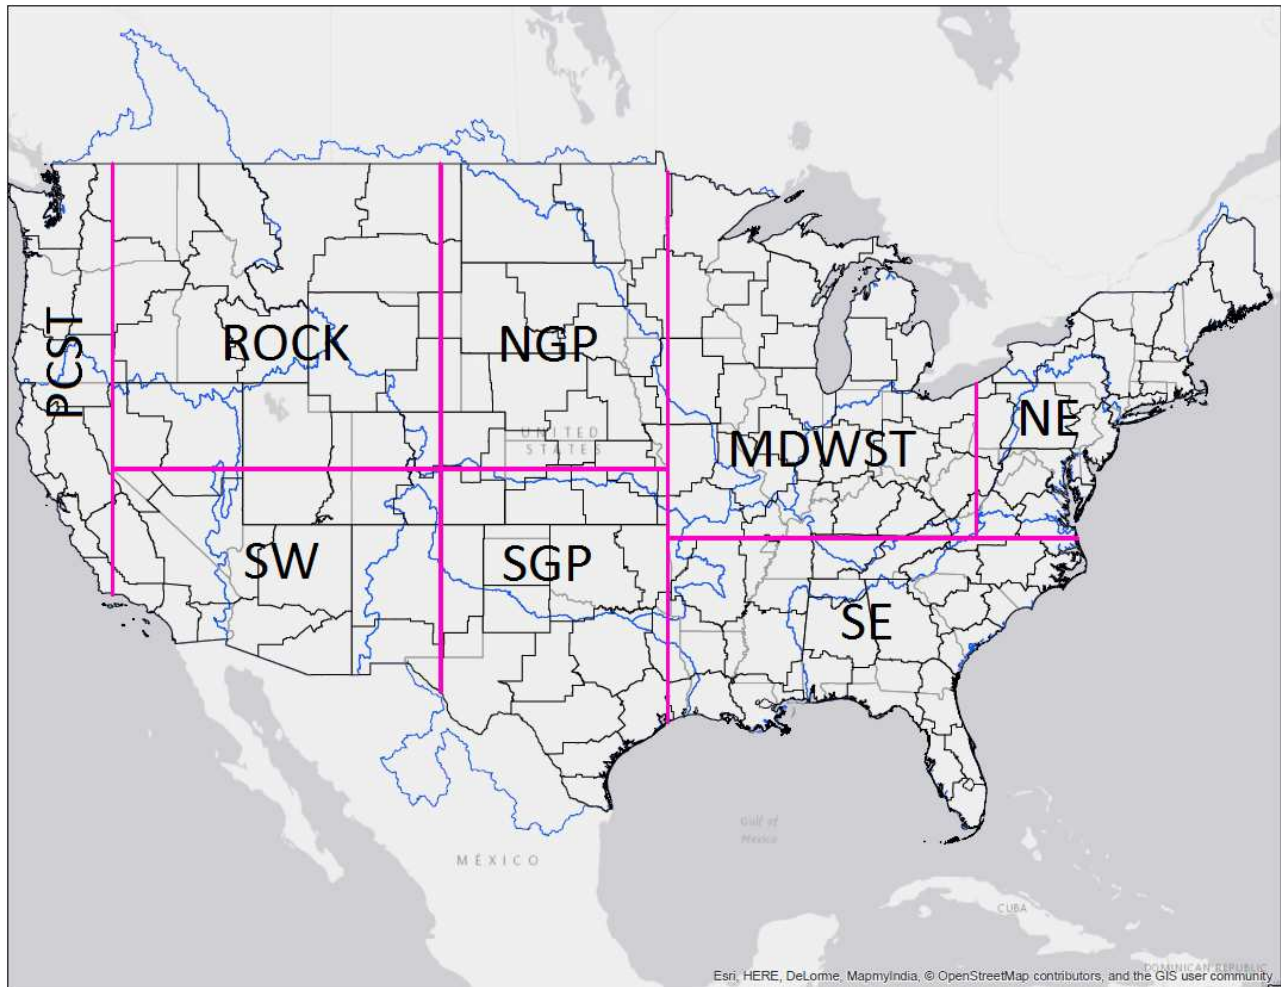 PCST
ROCK
NGP
UNITED
STATES
NE
MDWST
SW
SGP
SE
Gulf of
Mexico
MÉXICO
CUBA
DOMINICAN REPUBLIC
Esri, HERE, DeLorme, MapmyIndia, © OpenStreetMap contributors, and the GIS user community